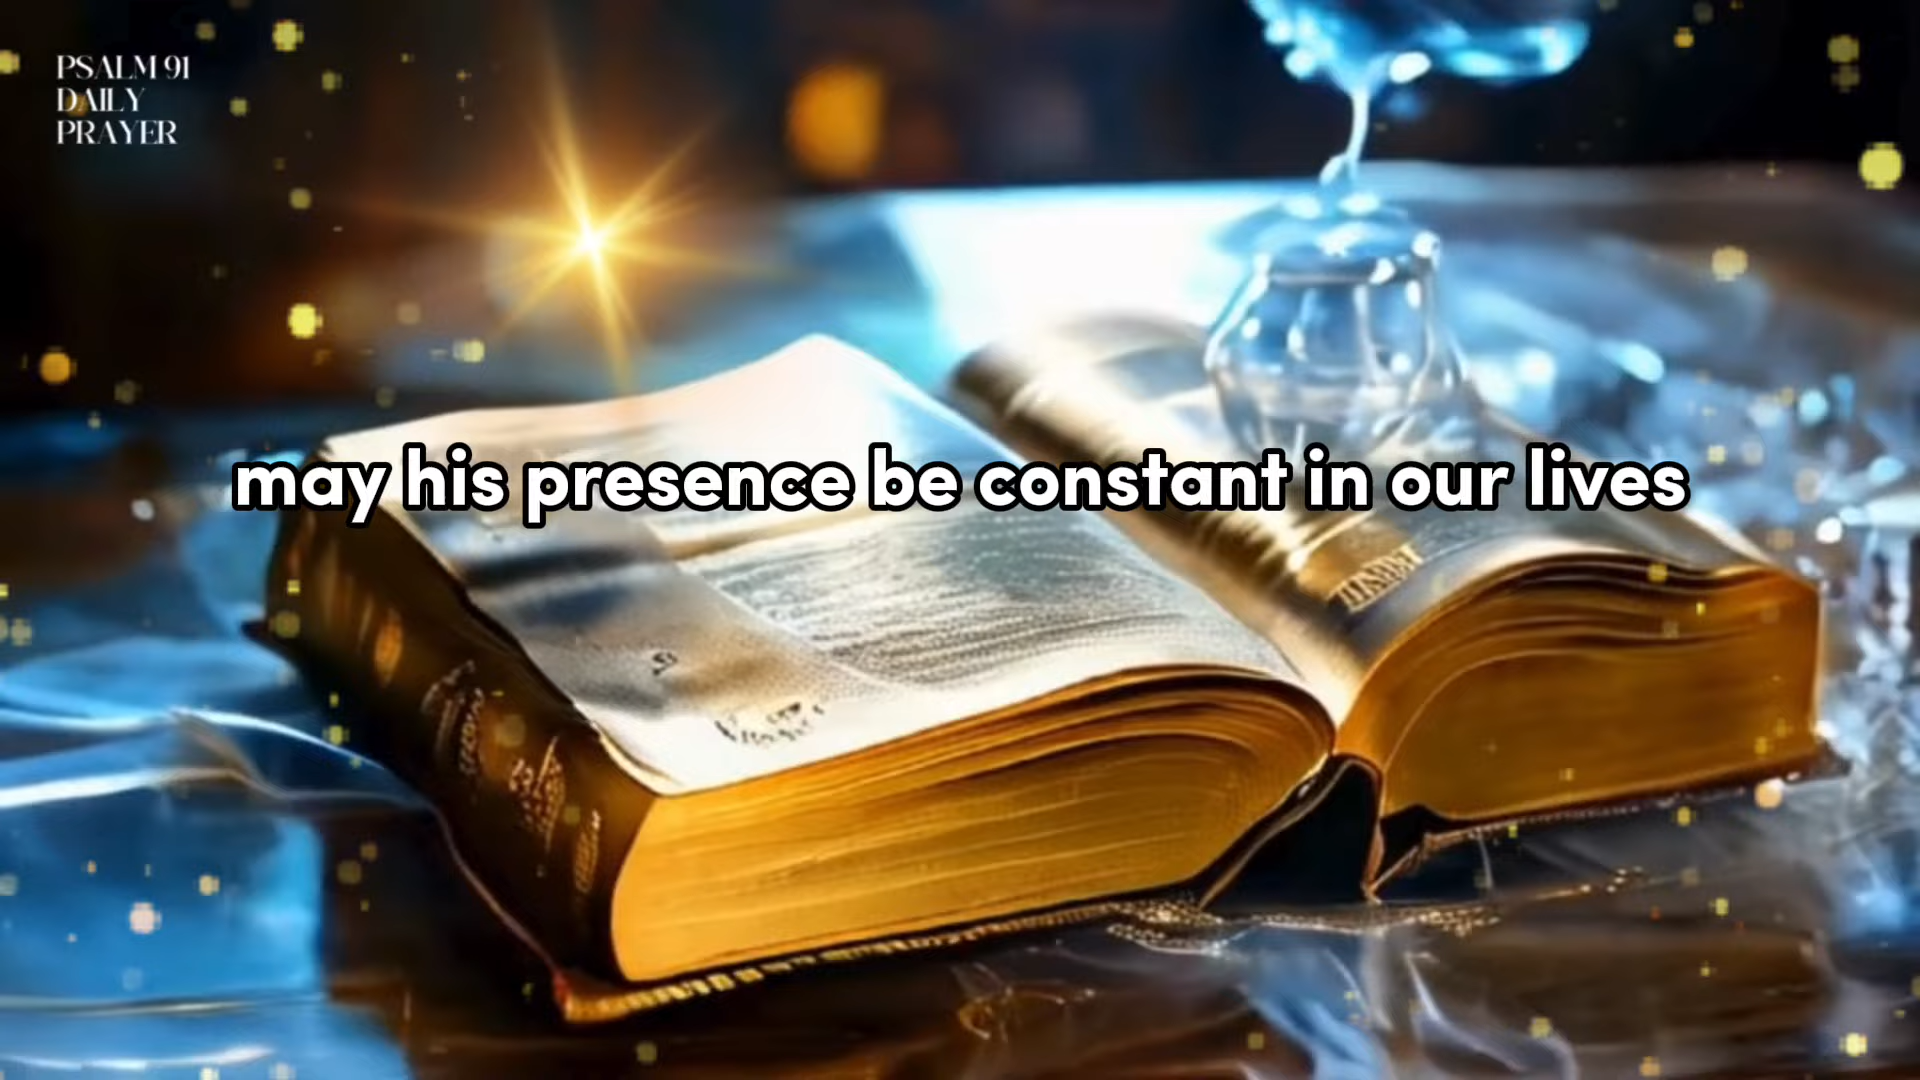 PSALM 91
DAILY
PRAYER
may his presence be constant in our lives